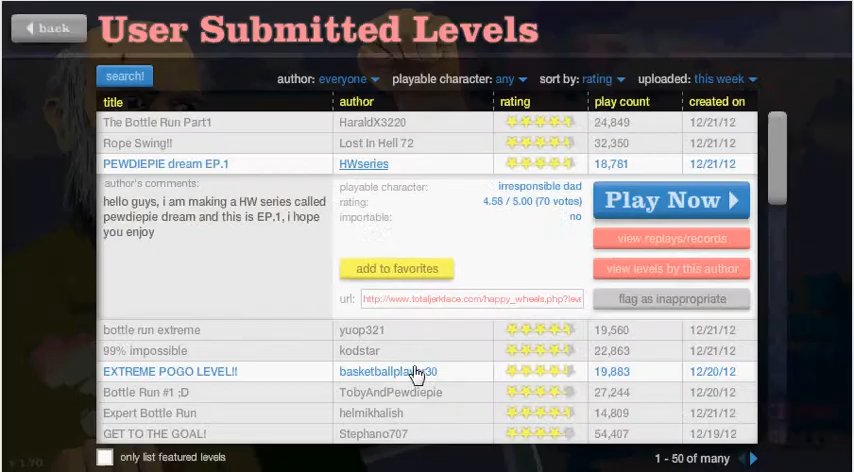 back
User Submitted Levels
search!
author: everyone playable character: any sort by: rating uploaded: this week
title author rating play count created on
The Bottle Run Part1 HaraldX3220 24,849 12/21/12
Rope Swing!! Lost In Hell 72 32,350 12/21/12
PEWDIEPIE dream EP.1 HWseries 18,781 12/21/12
author's comments:
hello guys, i am making a HW series called
pewdiepie dream and this is EP.1, i hope
you enjoy
playable character: irresponsible dad
rating: 4.58 / 5.00 (70 votes)
importable: no
add to favorites
url: http://www.totaljerkface.com/happy_wheels.php?leve
Play Now
view replays/records
view levels by this author
flag as inappropriate
bottle run extreme yuop321 19,560 12/21/12
99% impossible kodstar 22,863 12/21/12
EXTREME POGO LEVEL!! 19,883 12/20/12
Bottle Run #1 ;D TobyAndPewdiepie 27,244 12/20/12
Expert Bottle Run helmikhalish 14,809 12/21/12
GET TO THE GOAL! Stephano707 54,407 12/19/12
only list featured levels
1 - 50 of many